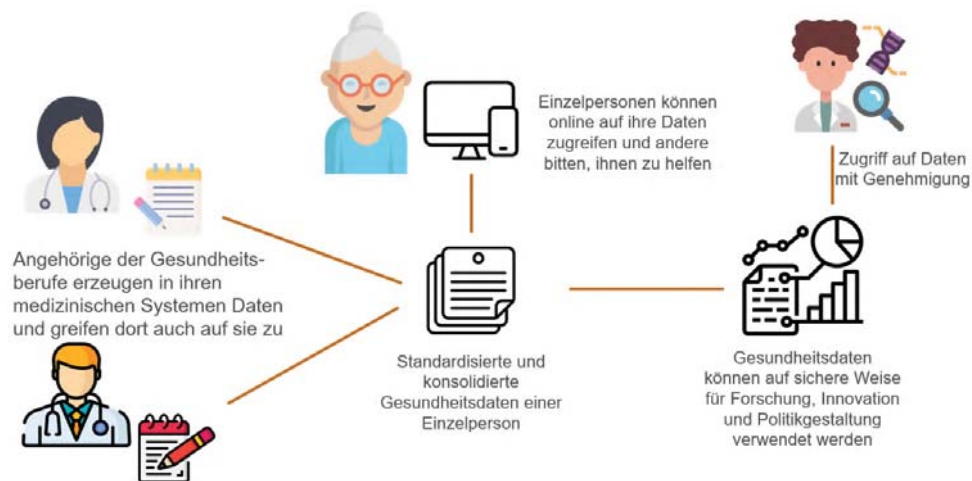 Einzelpersonen können
online auf ihre Daten
zugreifen und andere
bitten, ihnen zu helfen
Zugriff auf Daten
mit Genehmigung
Angehörige der Gesundheits-
berufe erzeugen in ihren
medizinischen Systemen Daten
und greifen dort auch auf sie zu
Standardisierte und
konsolidierte
Gesundheitsdaten einer
Einzelperson
Gesundheitsdaten
können auf sichere Weise
für Forschung, Innovation
und Politikgestaltung
verwendet werden